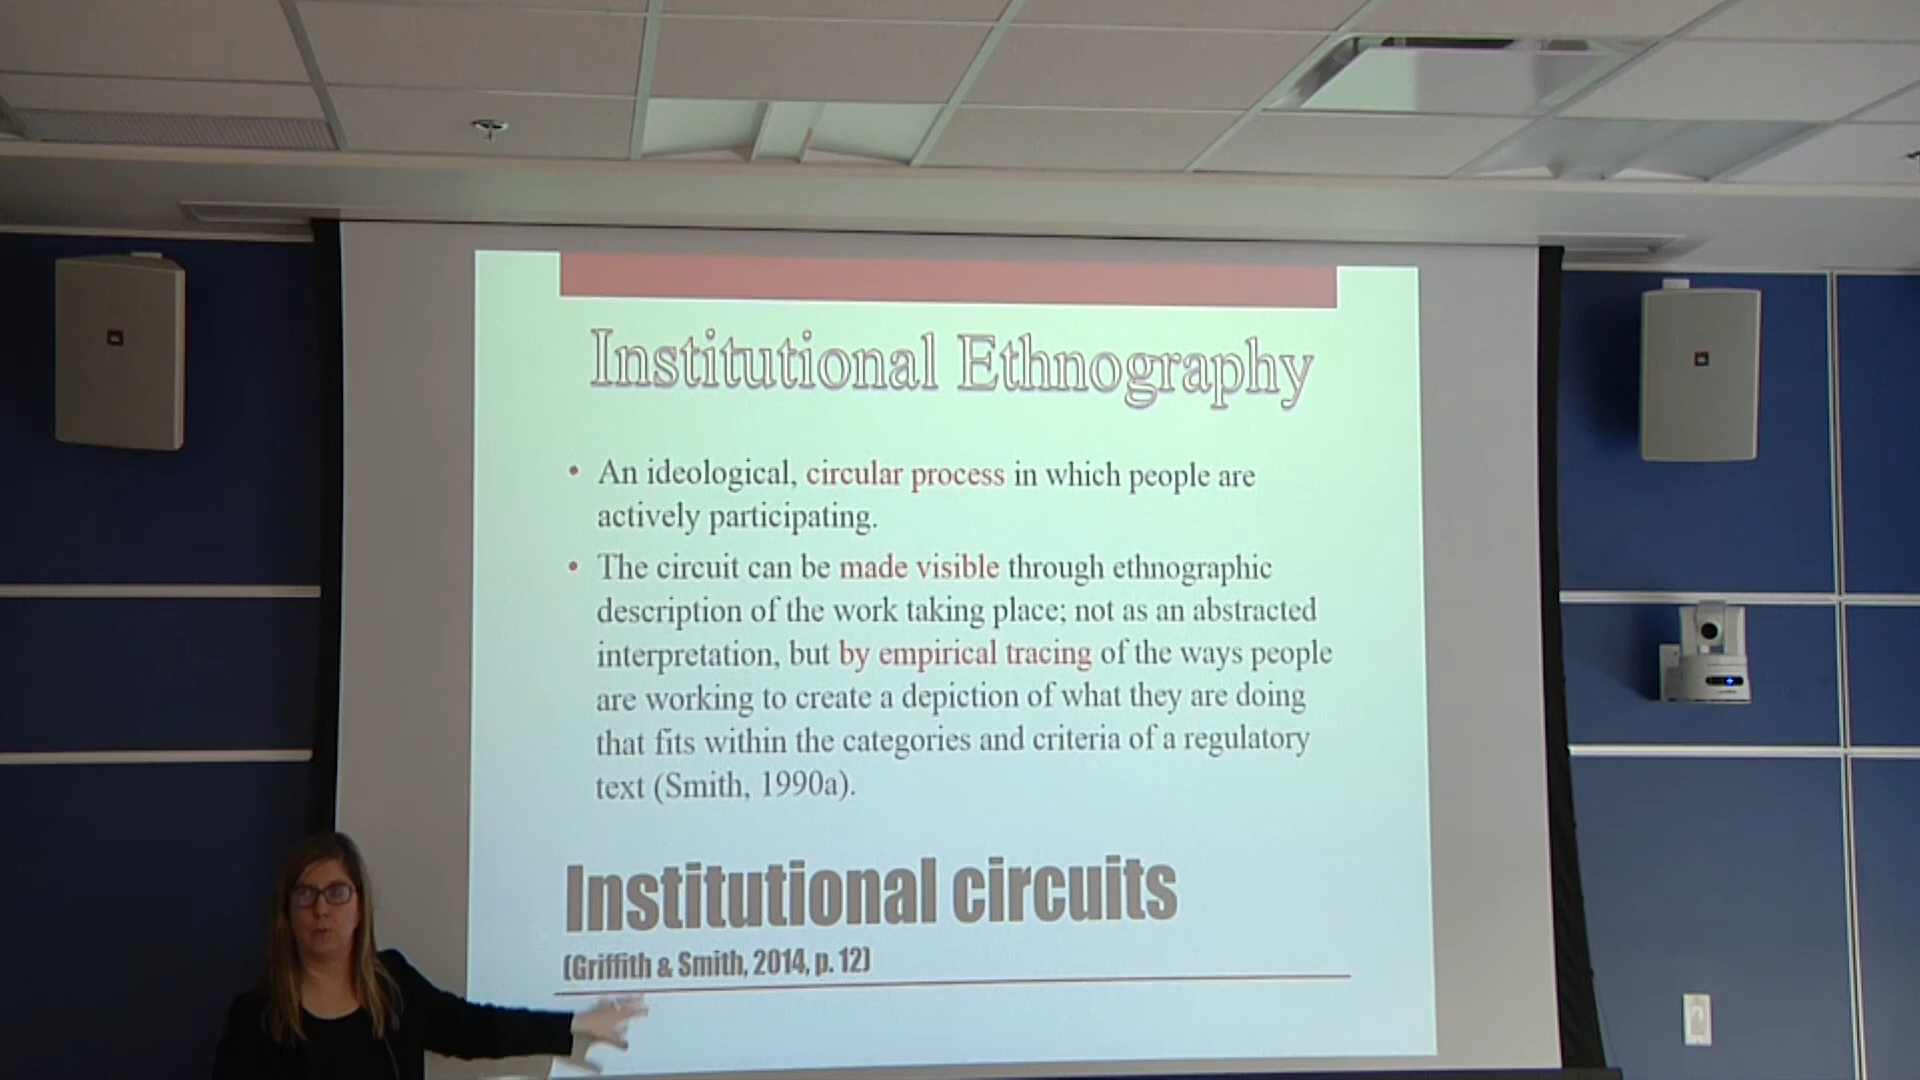 Institutional Ethnography
• An ideological, circular process in which people are
actively participating.
• The circuit can be made visible through ethnographic
description of the work taking place; not as an abstracted
interpretation, but by empirical tracing of the ways people
are working to create a depiction of what they are doing
that fits within the categories and criteria of a regulatory
text (Smith, 1990a).
Institutional circuits
(Griffith & Smith, 2014, p. 12)